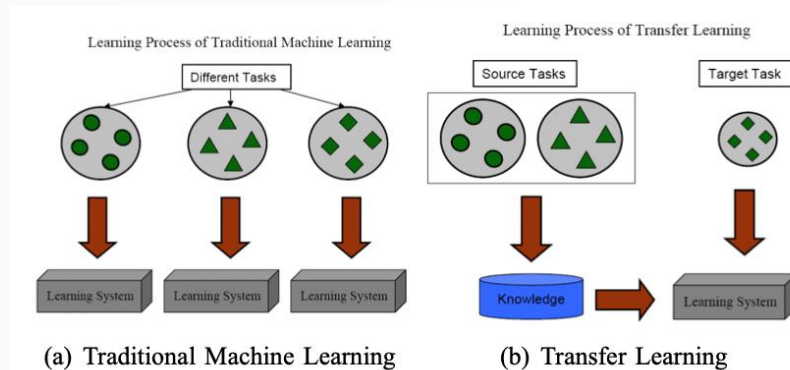 Learning Process of Traditional Machine Learning
Different Tasks
Learning System
Learning System
Learning System
(a) Traditional Machine Learning
Learning Process of Transfer Learning
Source Tasks
Target Task
Knowledge
Learning System
(b) Transfer Learning